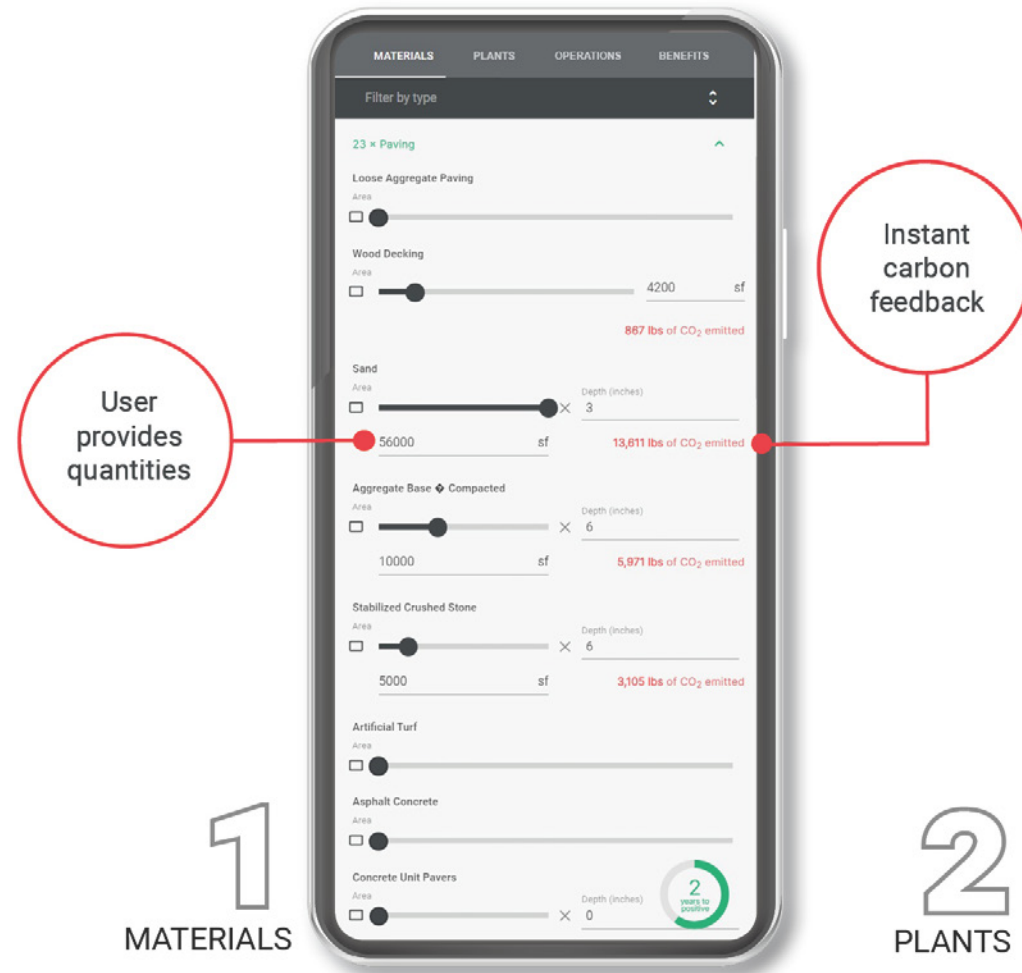 MATERIALS PLANTS OPERATIONS BENEFITS
Filter by type
23 × Paving
Loose Aggregate Paving
Area
Wood Decking
Area
4200 sf
867 lbs of CO₂ emitted
Sand
Area
Depth (inches)
× 3
56000 sf
13,611 lbs of CO₂ emitted
Aggregate Base � Compacted
Area
Depth (inches)
× 6
10000 sf
5,971 lbs of CO₂ emitted
Stabilized Crushed Stone
Area
Depth (inches)
× 6
5000 sf
3,105 lbs of CO₂ emitted
Artificial Turf
Area
Asphalt Concrete
Area
Concrete Unit Pavers
Area
Depth (inches)
× 0
2
years to
positive
User
provides
quantities
Instant
carbon
feedback
1
MATERIALS
2
PLANTS